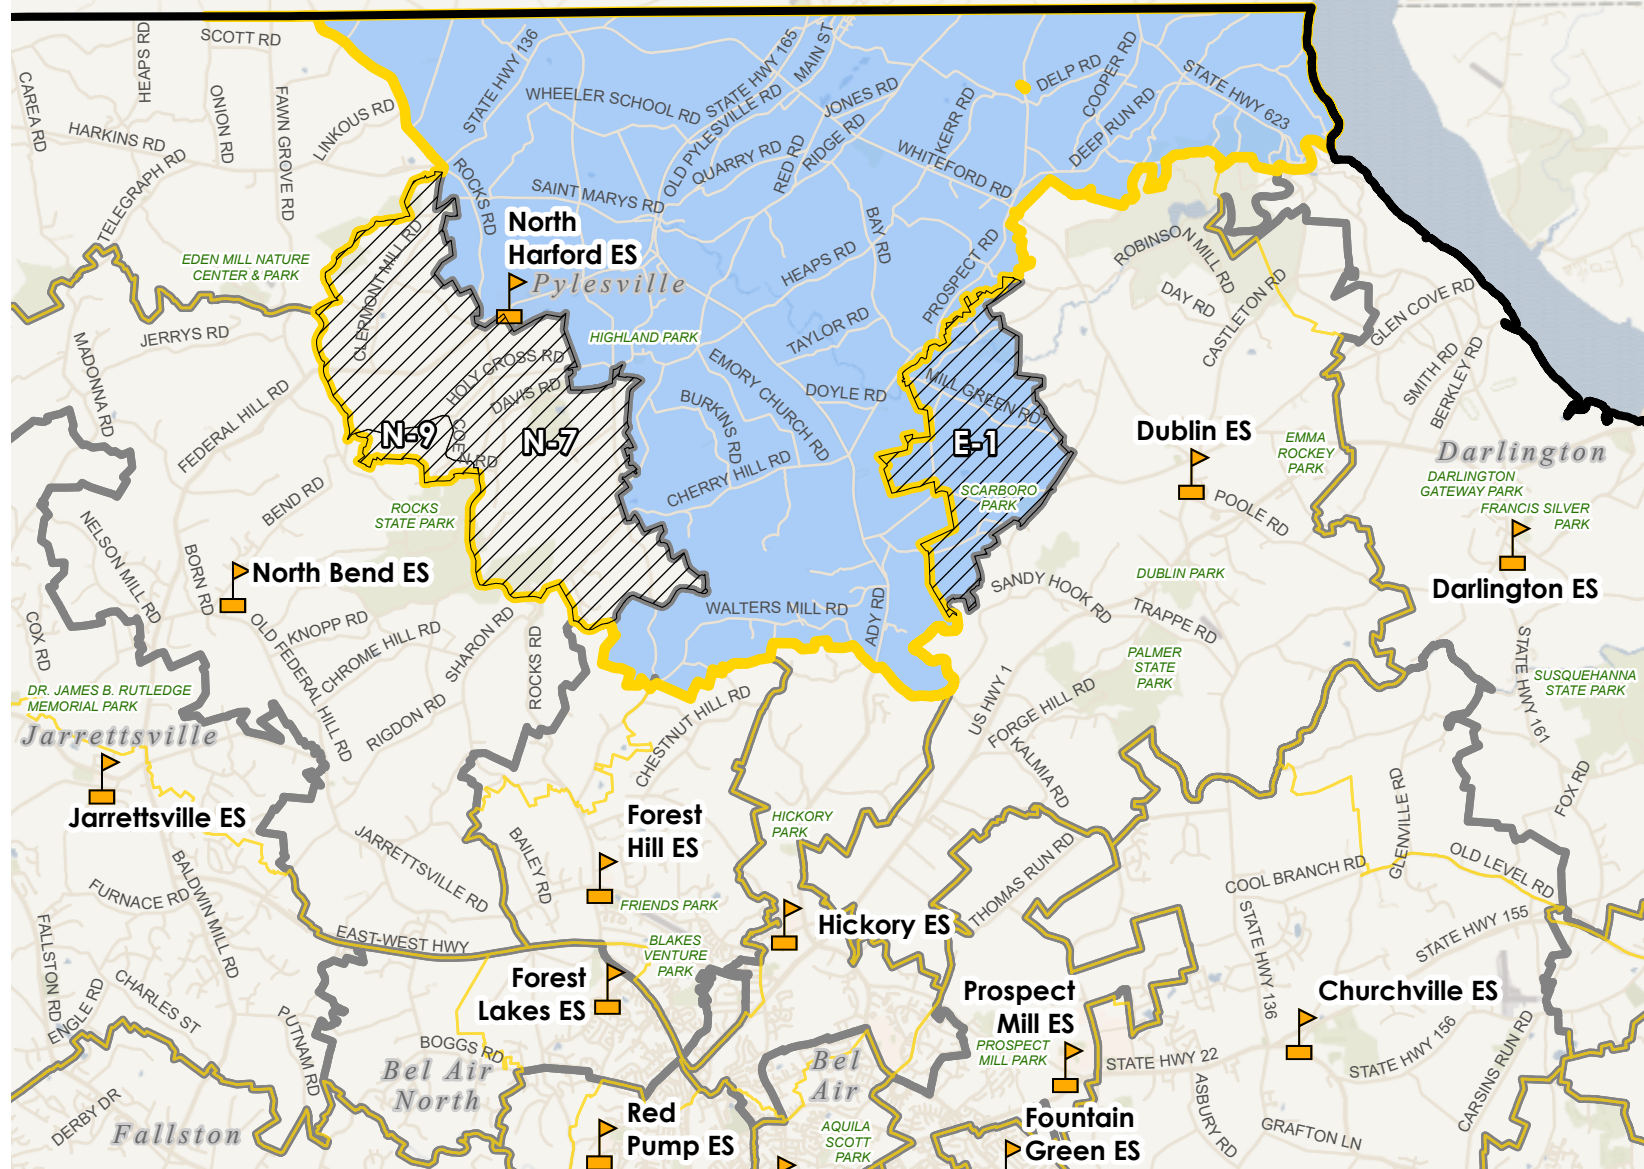 SCOTT RD
HEAPS RD
CAREA RD
ONION RD
FAWN GROVE RD
LINKOUS RD
HARKINS RD
TELEGRAPH RD
STATE HWY 136
WHEELER SCHOOL RD
STATE HWY 165
MAIN ST
OLD PYLESVILLE RD
JONES RD
QUARRY RD
RED RD
RIDGE RD
KERR RD
DELP RD
COOPER RD
DEEP RUN RD
STATE HWY 623
WHITEFORD RD
ROCKS RD
SAINT MARYS RD
North
Harford ES
Pylesville
EDEN MILL NATURE
CENTER & PARK
CLERMONT MILL RD
HEAPS RD
BAY RD
PROSPECT RD
ROBINSON MILL RD
DAY RD
CASTLETON RD
GLEN COVE RD
JERRYS RD
MADONNA RD
HIGHLAND PARK
TAYLOR RD
HOLY CROSS RD
DAVIS RD
EMORY CHURCH RD
DOYLE RD
MILL GREEN RD
SMITH RD
BERKLEY RD
FEDERAL HILL RD
BURKINS RD
N-9
N-7
E-1
Dublin ES
EMMA
ROCKEY
PARK
Darlington
DARLINGTON
GATEWAY PARK
FRANCIS SILVER
PARK
CHERRY HILL RD
SCARBORO
PARK
POOLE RD
BEND RD
ROCKS
STATE PARK
NELSON MILL RD
BORN RD
North Bend ES
DUBLIN PARK
Darlington ES
SANDY HOOK RD
TRAPPE RD
WALTERS MILL RD
ADY RD
COX RD
OLD FEDERAL HILL RD
KNOPP RD
CHROME HILL RD
SHARON RD
ROCKS RD
STATE HWY 161
PALMER
STATE
PARK
SUSQUEHANNA
STATE PARK
DR. JAMES B. RUTLEDGE
MEMORIAL PARK
Jarrettsville
RIGDON RD
CHESTNUT HILL RD
US HWY 1
FORGE HILL RD
KALMIA RD
Jarrettsville ES
Forest
Hill ES
HICKORY
PARK
GLENVILLE RD
FOX RD
JARRETTSVILLE RD
BAILEY RD
THOMAS RUN RD
COOL BRANCH RD
OLD LEVEL RD
FURNACE RD
BALDWIN MILL RD
FRIENDS PARK
Hickory ES
FALLSTON RD
EAST-WEST HWY
BLAKES
VENTURE
PARK
STATE HWY 136
STATE HWY 155
ENGLE RD
CHARLES ST
PUTNAM RD
Forest
Lakes ES
Prospect
Mill ES
PROSPECT
MILL PARK
Churchville ES
BOGGS RD
Bel Air
North
Bel
Air
STATE HWY 22
STATE HWY 156
CARSINS RUN RD
ASBURY RD
DERBY DR
Fallston
Red
Pump ES
AQUILA
SCOTT
PARK
Fountain
Green ES
GRAFTON LN